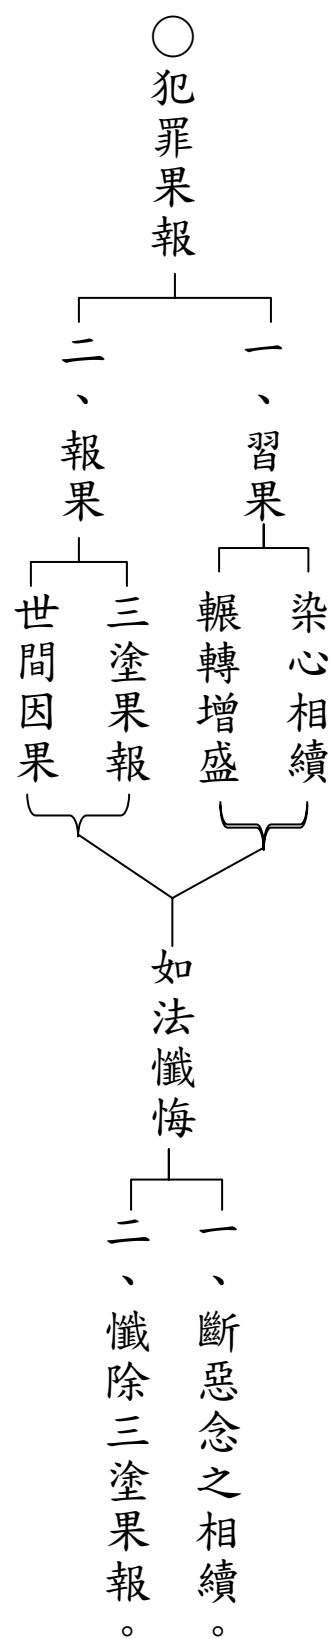 ○犯罪果報
一、習果
染心相續
輾轉增盛
二、報果
三塗果報
世間因果
如法懺悔
一、斷惡念之相續。
二、懺除三塗果報。